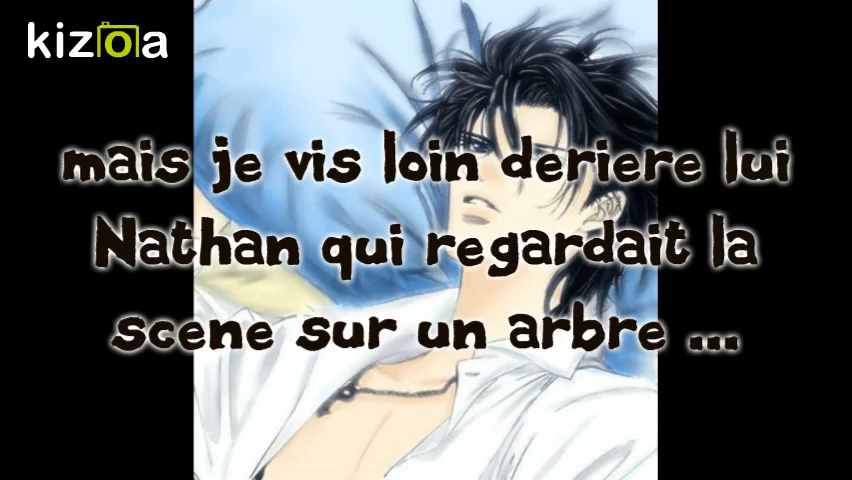 kizoa
mais je vis loin deriere lui
Nathan qui regardait la
scene sur un arbre ...